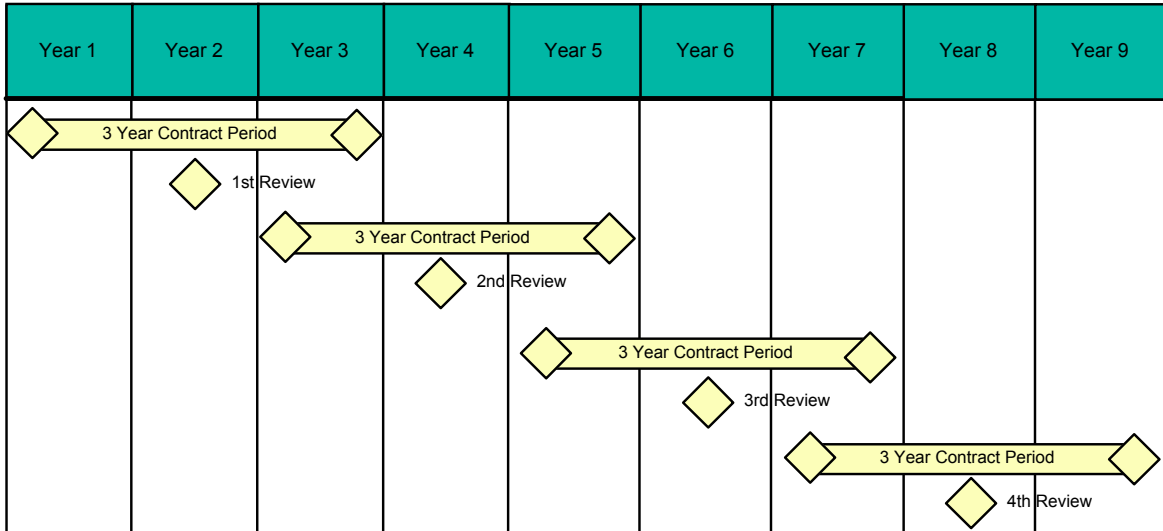 Year 1 Year 2 Year 3 Year 4 Year 5 Year 6 Year 7 Year 8 Year 9
3 Year Contract Period
1st Review
3 Year Contract Period
2nd Review
3 Year Contract Period
3rd Review
3 Year Contract Period
4th Review